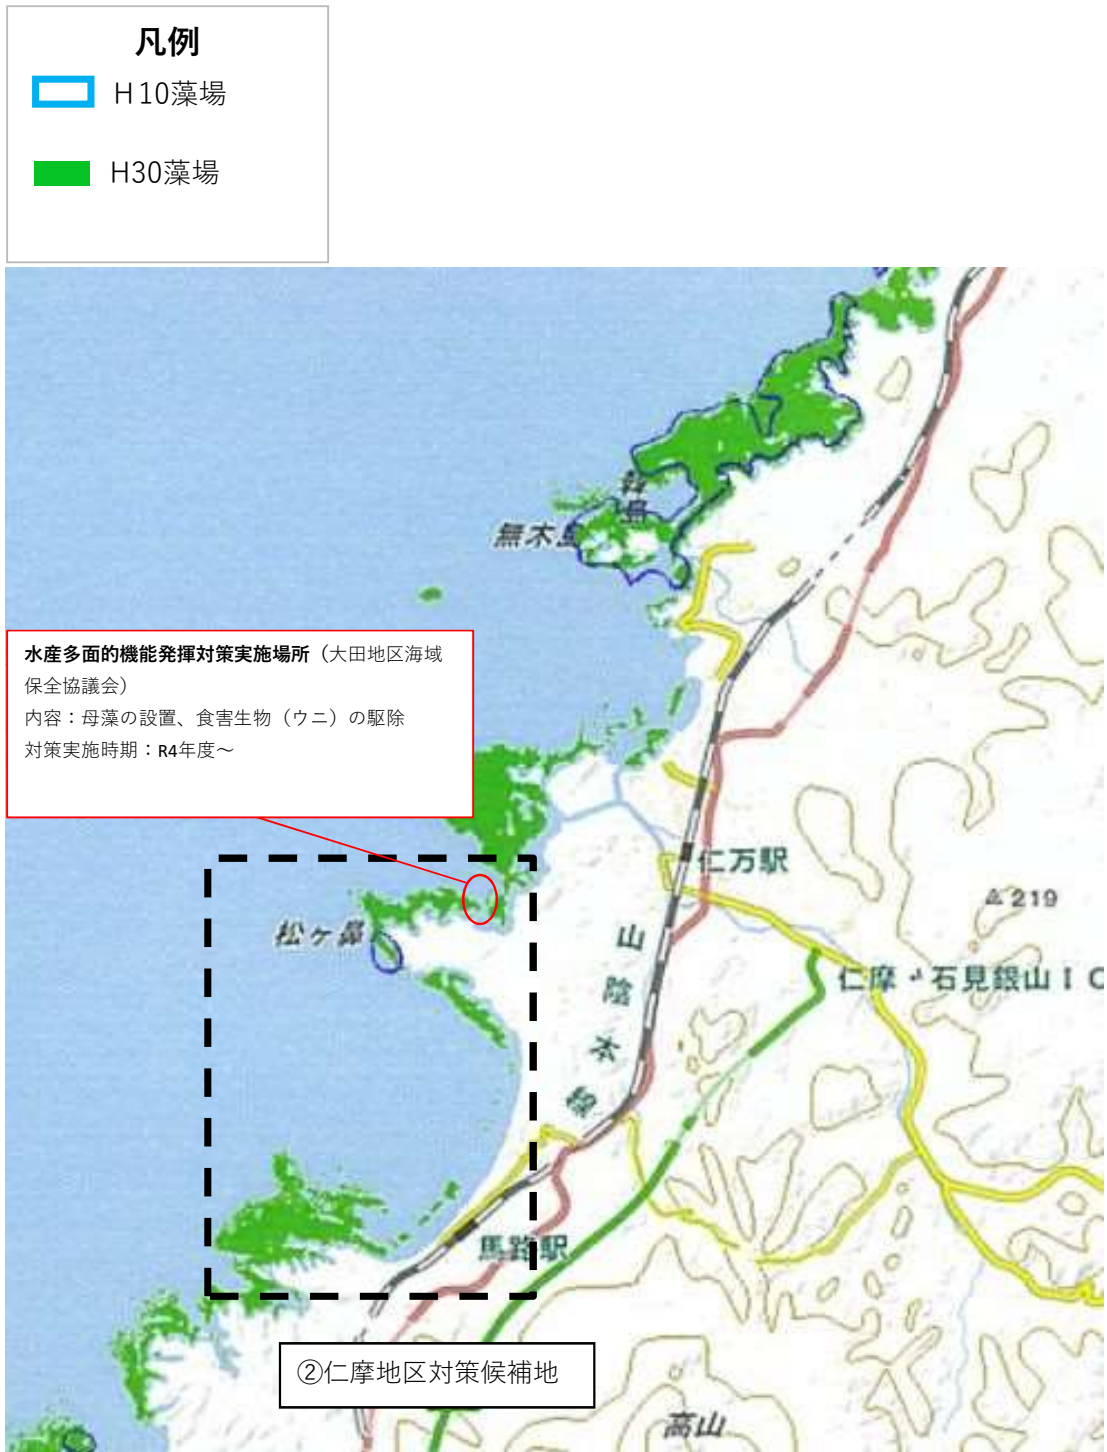 凡例
H10藻場
H30藻場
無木島
水産多面的機能発揮対策実施場所（大田地区海域
保全協議会）
内容：母藻の設置、食害生物（ウニ）の駆除
対策実施時期：R4年度～
仁万駅
219
松ヶ鼻
山陰本線
仁摩・石見銀山IC
馬路駅
②仁摩地区対策候補地
高山